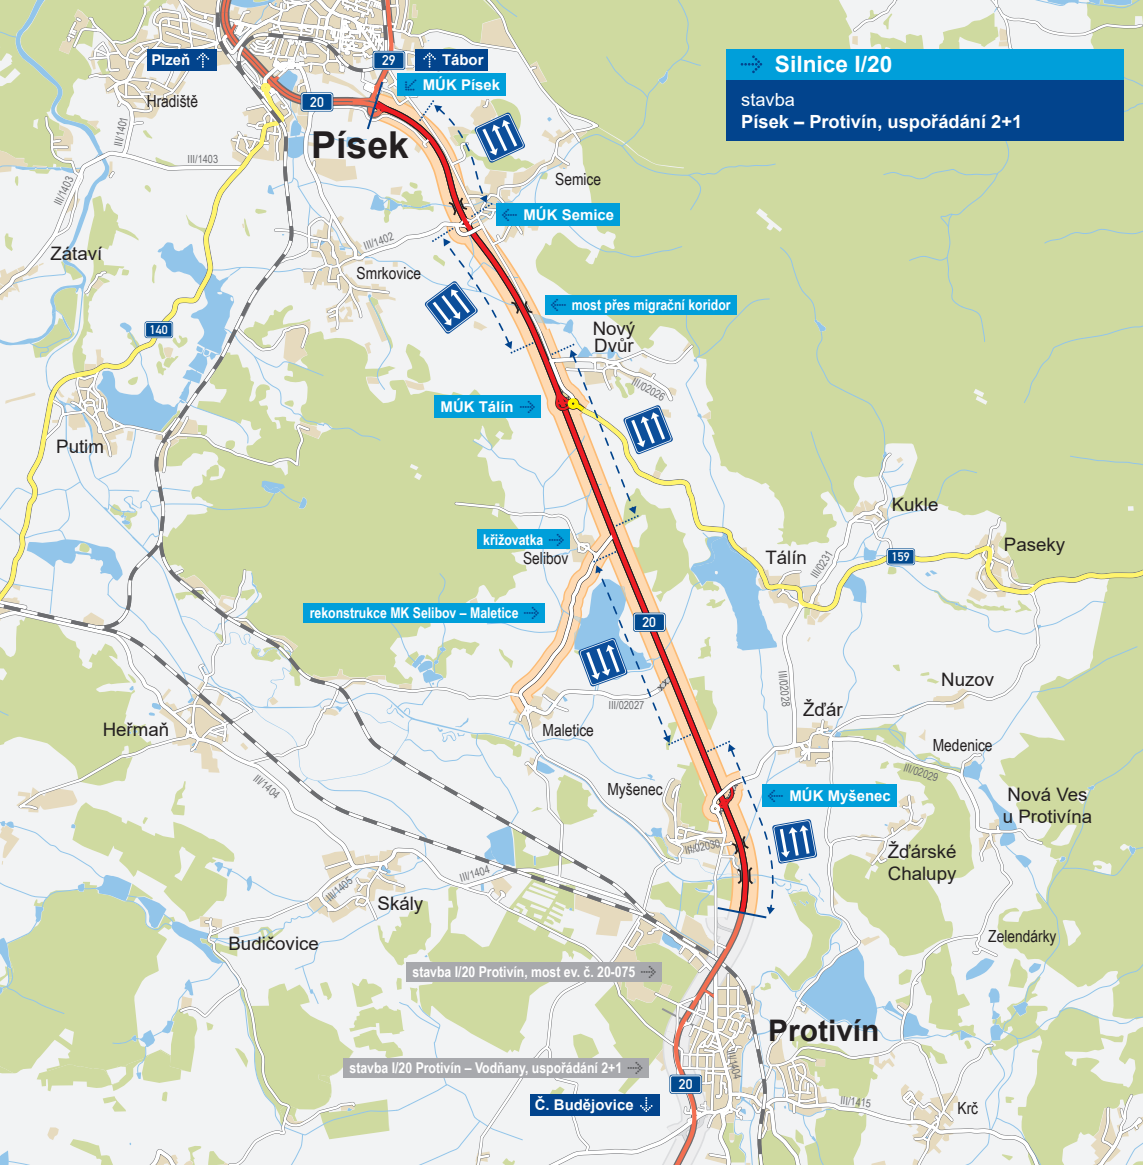 Plzeň
29
Tábor
Silnice I/20
stavba
Písek – Protivín, uspořádání 2+1
MÚK Písek
Hradiště
20
III/1401
Písek
III/1403
III/1403
Semice
MÚK Semice
III/1402
Zátaví
Smrkovice
most přes migrační koridor
140
Nový
Dvůr
III/02026
MÚK Tálín
Putim
Kukle
křižovatka
Selibov
Tálín
III/0231
159
Paseky
rekonstrukce MK Selibov – Maletice
20
III/02028
Nuzov
III/02027
Žďár
Heřmaň
Maletice
Medenice
III/02029
III/1404
Myšenec
MÚK Myšenec
Nová Ves
u Protivína
III/02030
Žďárské
Chalupy
III/1404
III/1405
Skály
Budičovice
Zelendárky
stavba I/20 Protivín, most ev. č. 20-075
Protivín
stavba I/20 Protivín – Vodňany, uspořádání 2+1
III/1404
20
Č. Budějovice
III/1415
Krč